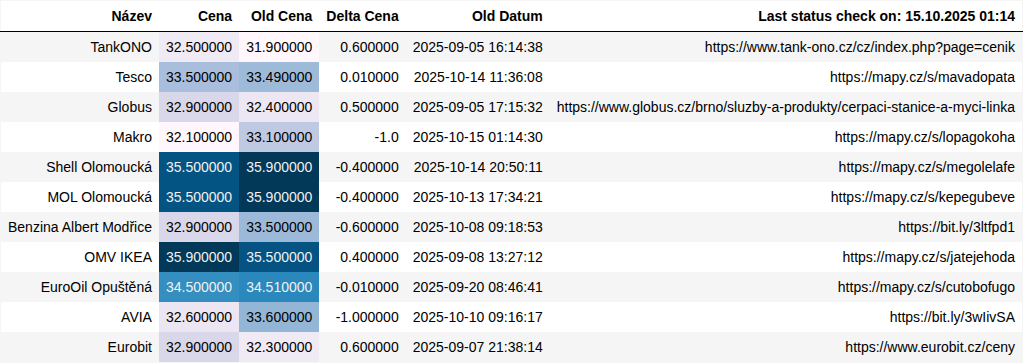 Název Cena Old Cena Delta Cena Old Datum Last status check on: 15.10.2025 01:14
TankONO 32.500000 31.900000 0.600000 2025-09-05 16:14:38 https://www.tank-ono.cz/cz/index.php?page=cenik
Tesco 33.500000 33.490000 0.010000 2025-10-14 11:36:08 https://mapy.cz/s/mavadopata
Globus 32.900000 32.400000 0.500000 2025-09-05 17:15:32 https://www.globus.cz/brno/sluzby-a-produkty/cerpaci-stanice-a-myci-linka
Makro 32.100000 33.100000 -1.0 2025-10-15 01:14:30 https://mapy.cz/s/lopagokoha
Shell Olomoucká 35.500000 35.900000 -0.400000 2025-10-14 20:50:11 https://mapy.cz/s/megolelafe
MOL Olomoucká 35.500000 35.900000 -0.400000 2025-10-13 17:34:21 https://mapy.cz/s/kepegubeve
Benzina Albert Modřice 32.900000 33.500000 -0.600000 2025-10-08 09:18:53 https://bit.ly/3ltfpd1
OMV IKEA 35.900000 35.500000 0.400000 2025-09-08 13:27:12 https://mapy.cz/s/jatejehoda
EuroOil Opuštěná 34.500000 34.510000 -0.010000 2025-09-20 08:46:41 https://mapy.cz/s/cutobofugo
AVIA 32.600000 33.600000 -1.000000 2025-10-10 09:16:17 https://bit.ly/3wIivSA
Eurobit 32.900000 32.300000 0.600000 2025-09-07 21:38:14 https://www.eurobit.cz/ceny